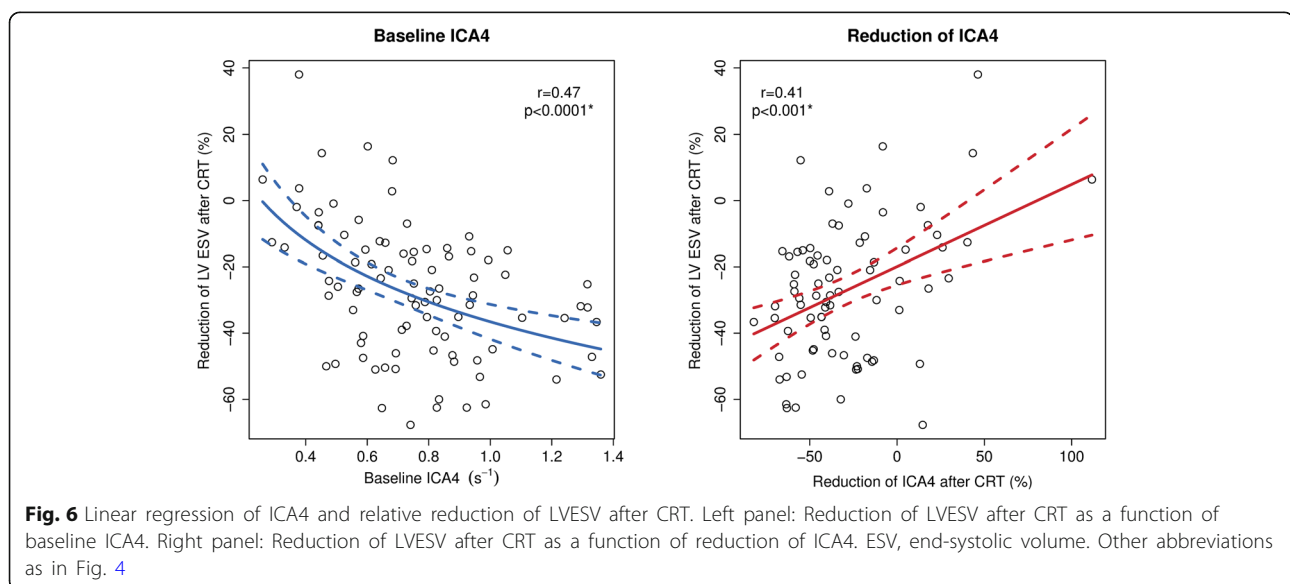 Baseline ICA4
Reduction of LV ESV after CRT (%)
40
20
0
−20
−40
−60
r=0.47
p<0.0001*
0.4 0.6 0.8 1.0 1.2 1.4
Baseline ICA4 (s⁻¹)
Reduction of ICA4
Reduction of LV ESV after CRT (%)
40
20
0
−20
−40
−60
r=0.41
p<0.001*
−50 0 50 100
Reduction of ICA4 after CRT (%)
Fig. 6 Linear regression of ICA4 and relative reduction of LVESV after CRT. Left panel: Reduction of LVESV after CRT as a function of
baseline ICA4. Right panel: Reduction of LVESV after CRT as a function of reduction of ICA4. ESV, end-systolic volume. Other abbreviations
as in Fig. 4